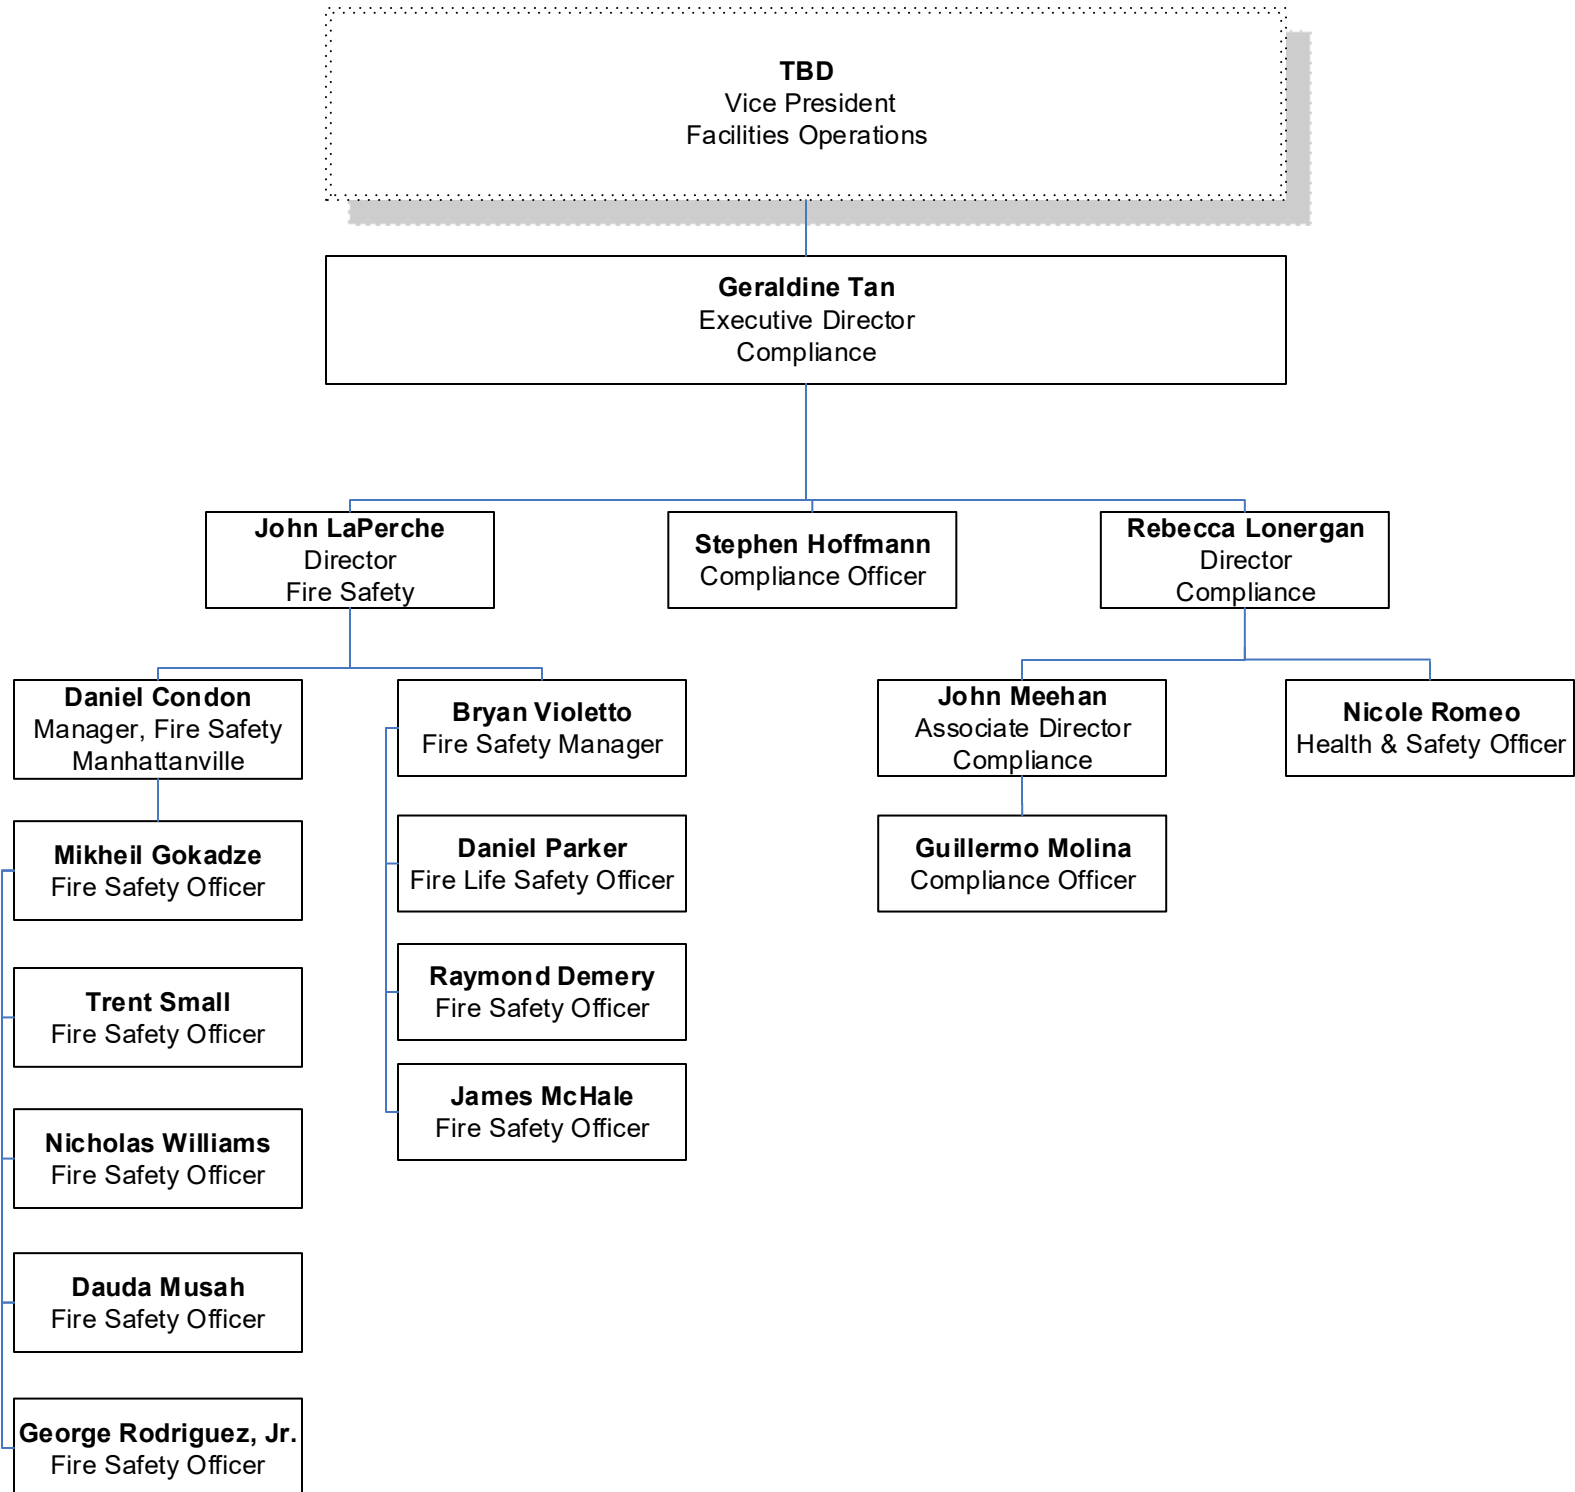 TBD
Vice President
Facilities Operations
Geraldine Tan
Executive Director
Compliance
John LaPerche
Director
Fire Safety
Stephen Hoffmann
Compliance Officer
Rebecca Lonergan
Director
Compliance
Daniel Condon
Manager, Fire Safety
Manhattanville
Bryan Violetto
Fire Safety Manager
John Meehan
Associate Director
Compliance
Nicole Romeo
Health & Safety Officer
Mikheil Gokadze
Fire Safety Officer
Daniel Parker
Fire Life Safety Officer
Guillermo Molina
Compliance Officer
Trent Small
Fire Safety Officer
Raymond Demery
Fire Safety Officer
Nicholas Williams
Fire Safety Officer
James McHale
Fire Safety Officer
Dauda Musah
Fire Safety Officer
George Rodriguez, Jr.
Fire Safety Officer